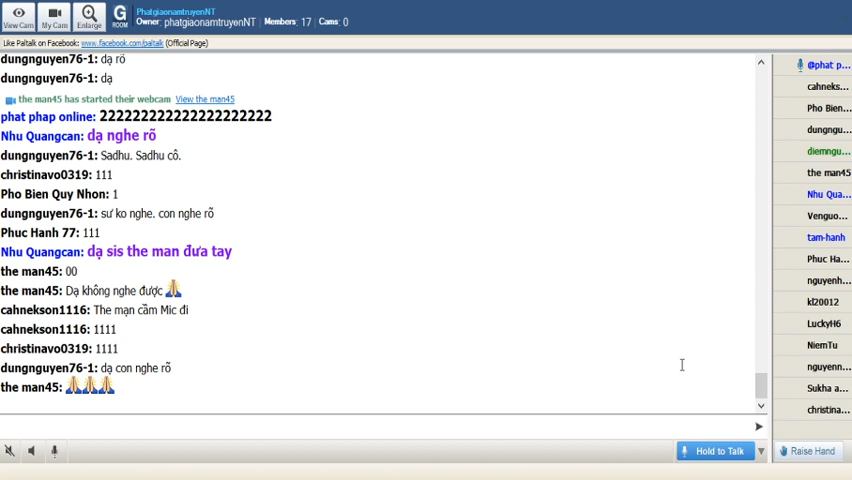 View Cam
My Cam
Enlarge
G
ROOM
PhatgiaonamtruyenNT
Owner: phatgiaonamtruyenNT | Members: 17 | Cams: 0
Like Paltalk on Facebook: www.facebook.com/paltalk (Official Page)
dungnguyen76-1: dạ rõ
dungnguyen76-1: dạ
the man45 has started their webcam View the man45
phat phap online: 2222222222222222222222
Nhu Quangcan: dạ nghe rõ
dungnguyen76-1: Sadhu. Sadhu cô.
christinavo0319: 111
Pho Bien Quy Nhon: 1
dungnguyen76-1: sư ko nghe. con nghe rõ
Phuc Hanh 77: 111
Nhu Quangcan: dạ sis the man đưa tay
the man45: 00
the man45: Dạ không nghe được
cahnekson1116: The mạn cầm Mic đi
cahnekson1116: 1111
christinavo0319: 1111
dungnguyen76-1: dạ con nghe rõ
the man45:
Hold to Talk
@phat p...
cahneks...
Pho Bien...
dungngu...
diemngu...
the man45
Nhu Qua...
Venguo...
tam-hanh
Phuc Ha...
nguyenh...
kl20012
LuckyH6
NiemTu
nguyenn...
Sukha a...
christina...
Raise Hand